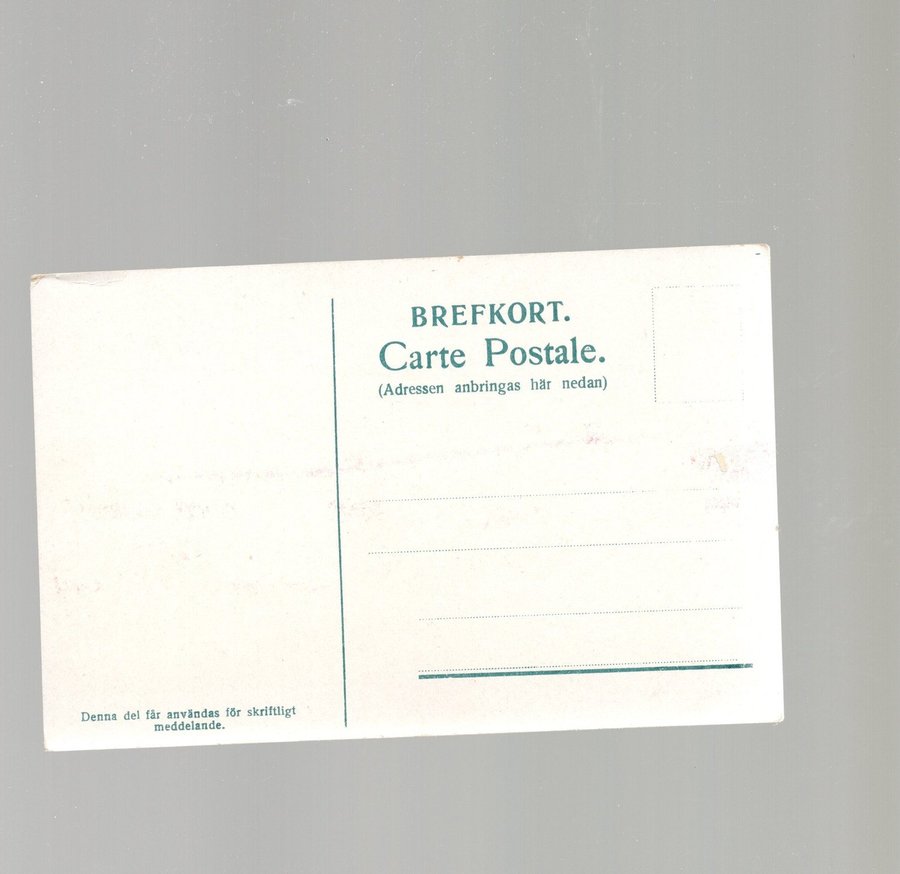 BREFKORT.
Carte Postale.
(Adressen anbringas här nedan)
Denna del får användas för skriftligt
meddelande.